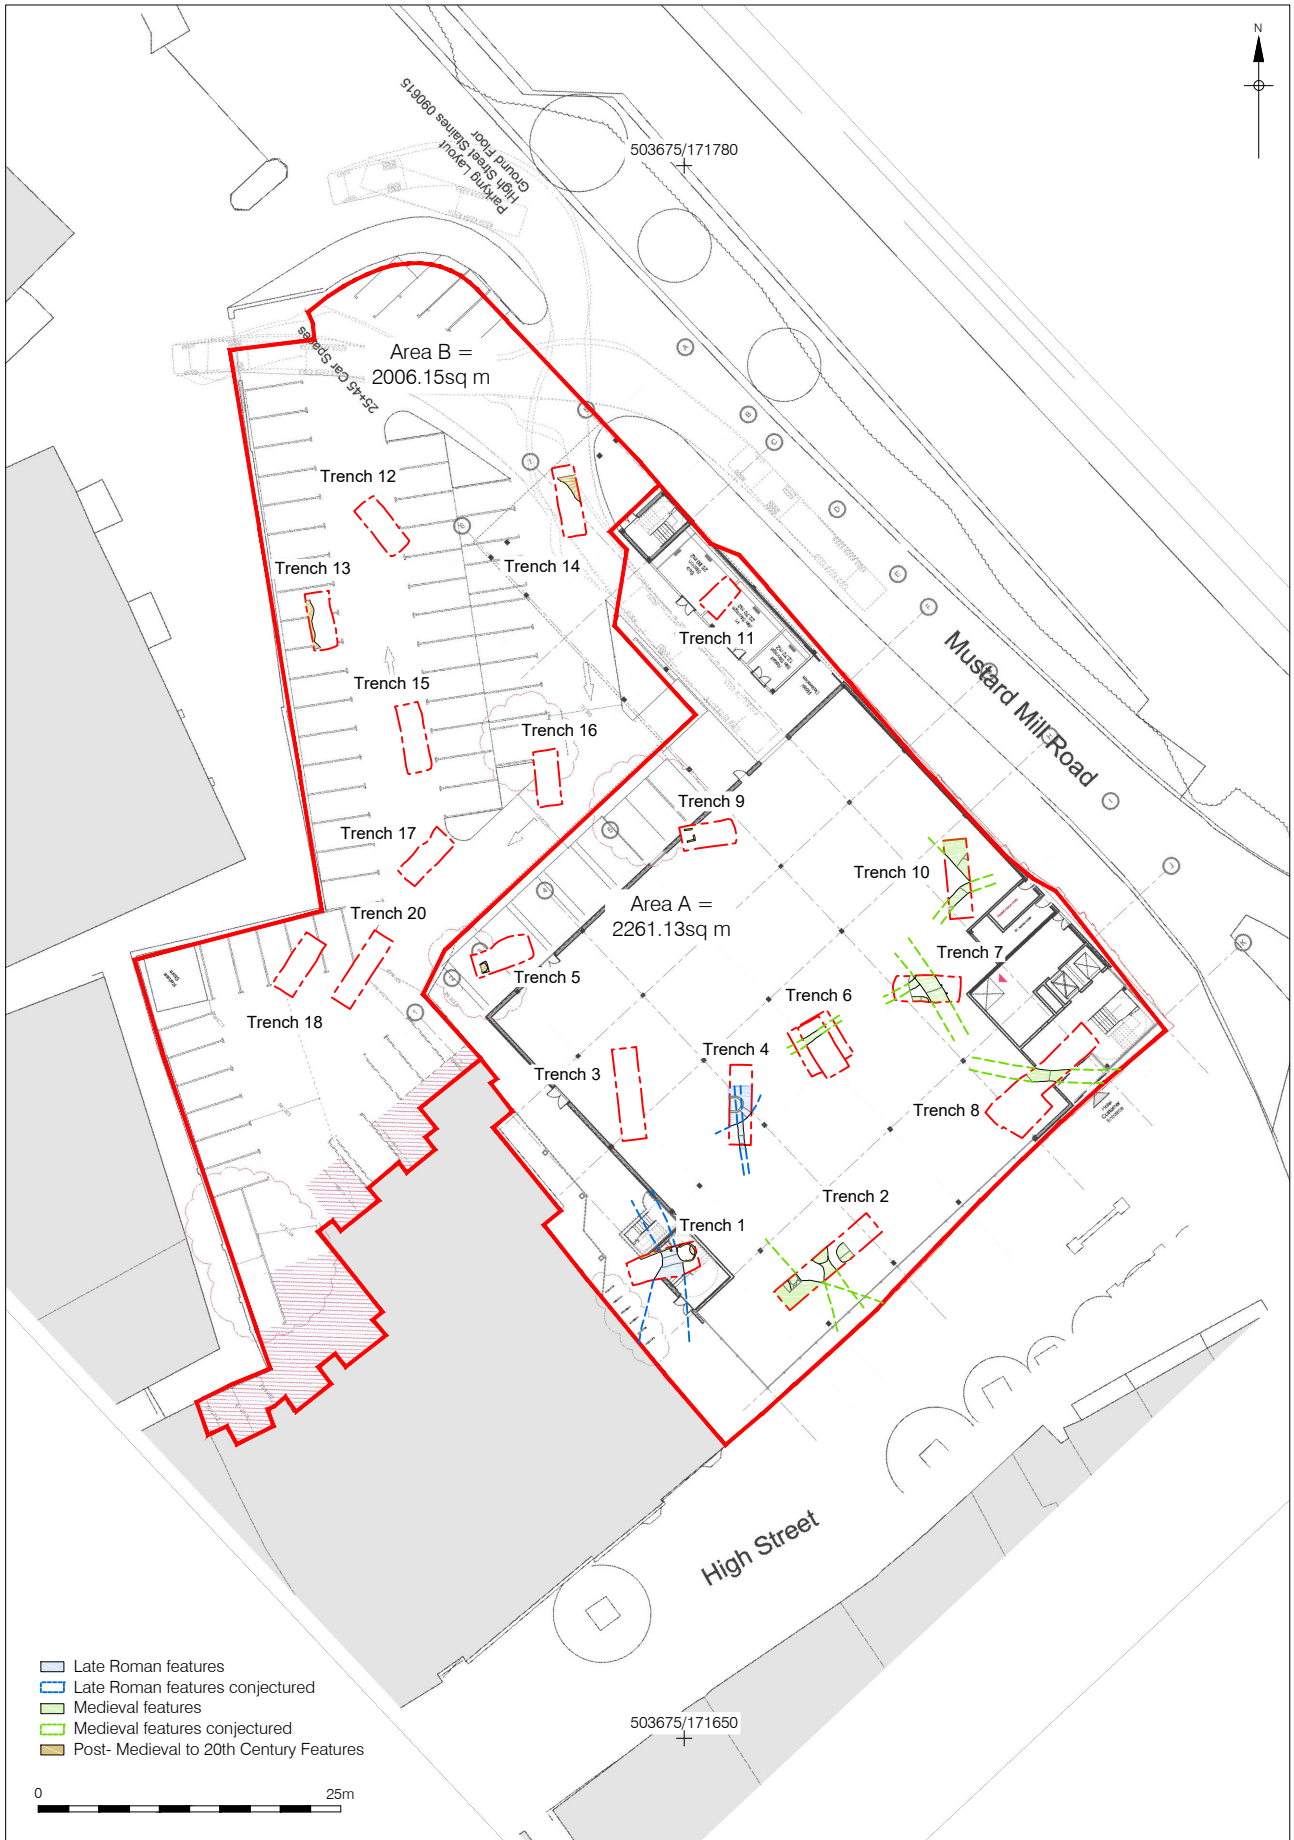 N
503675/171780
Parkyng Layout
High Street Staines 090615
Ground Floor
25+45 Car Spaces
Area B =
2006.15sq m
A
B
C
D
E
F
I
J
K
Trench 12
Trench 13
Trench 14
Trench 11
Trench 15
Trench 16
Trench 9
Trench 17
Trench 10
Area A =
2261.13sq m
Trench 20
Trench 7
Trench 5
Trench 6
Trench 18
Trench 4
Trench 3
Trench 8
Trench 2
Trench 1
Mustard Mill Road
High Street
Late Roman features
Late Roman features conjectured
Medieval features
Medieval features conjectured
Post- Medieval to 20th Century Features
503675/171650
0
25m